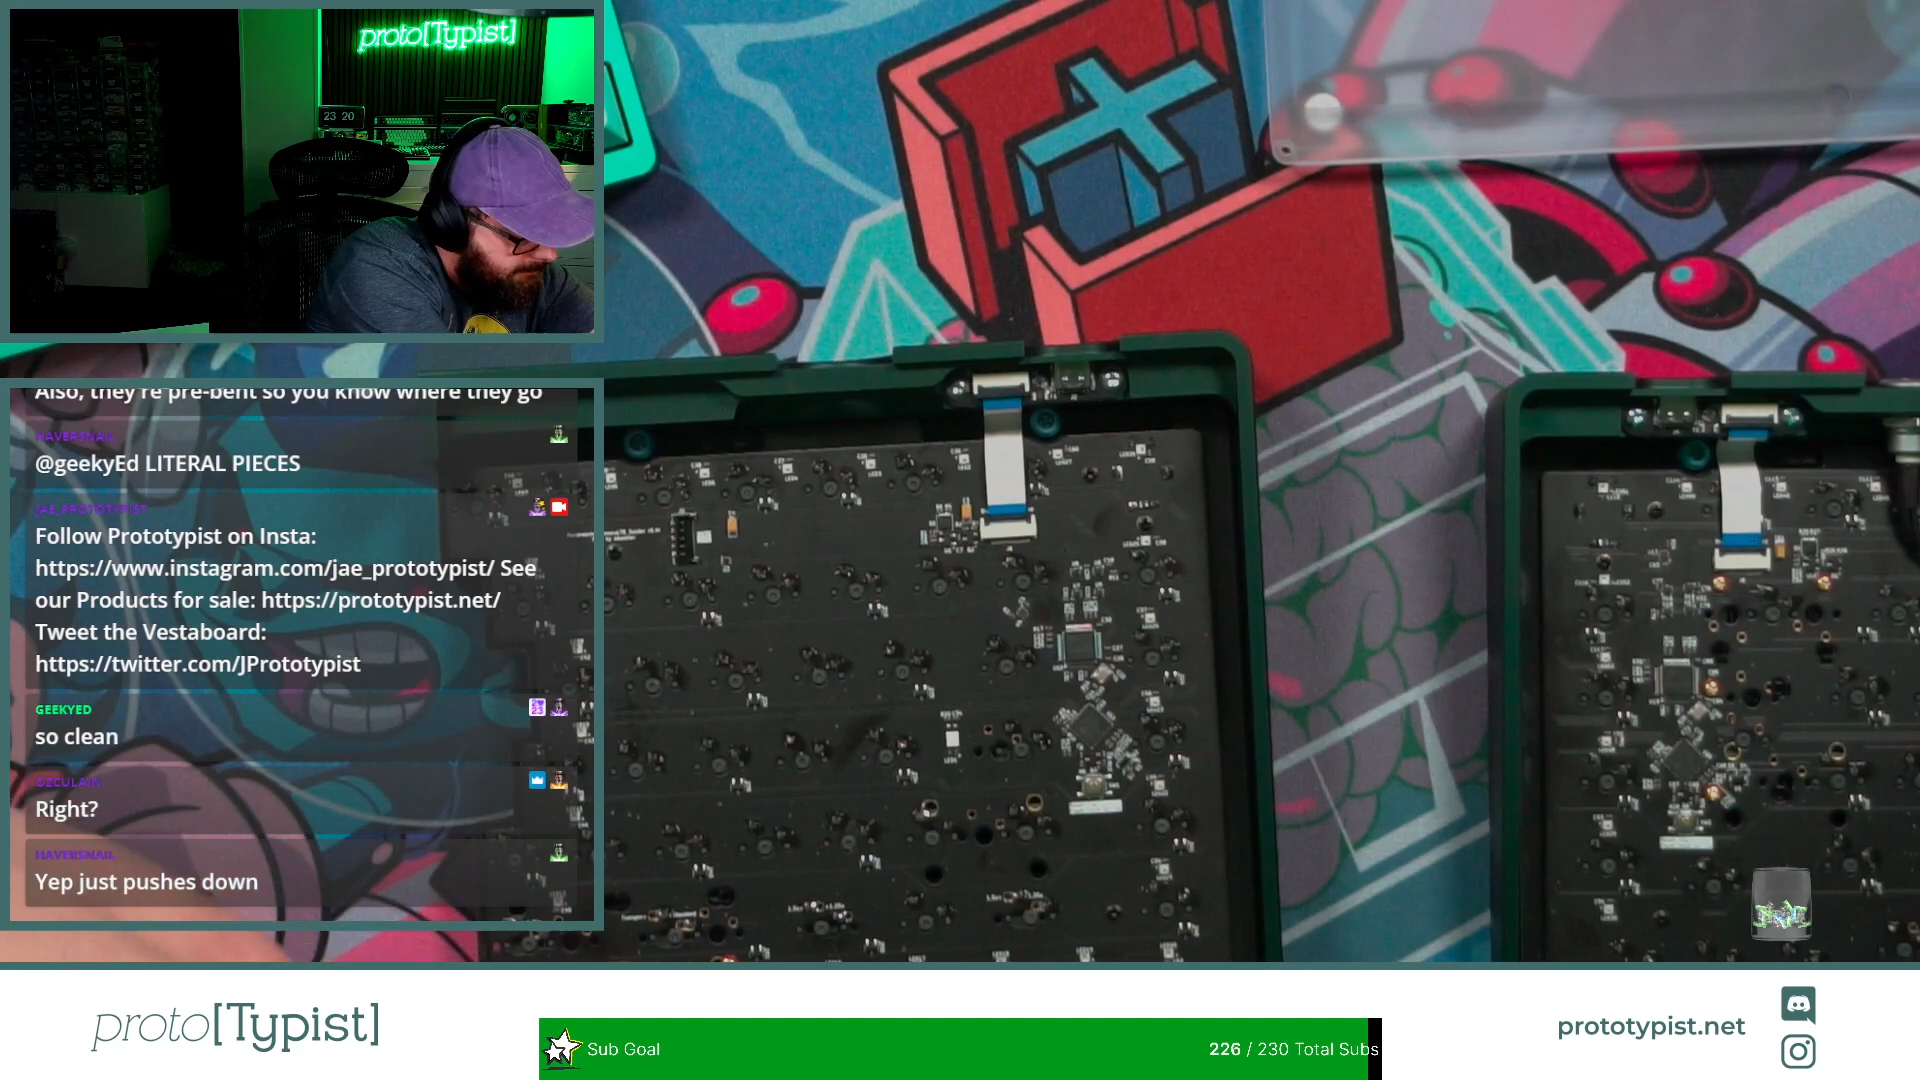 proto[Typist]
23 20
Also, they're pre-bent so you know where they go
HAVERSNAIL
@geekyEd LITERAL PIECES
JAE_PROTOTYPIST
Follow Prototypist on Insta:
https://www.instagram.com/jae_prototypist/ See
our Products for sale: https://prototypist.net/
Tweet the Vestaboard:
https://twitter.com/JPrototypist
GEEKYED
so clean
Right?
HAVERSNAIL
Yep just pushes down
proto[Typist]
Sub Goal
226 / 230 Total Subs
prototypist.net